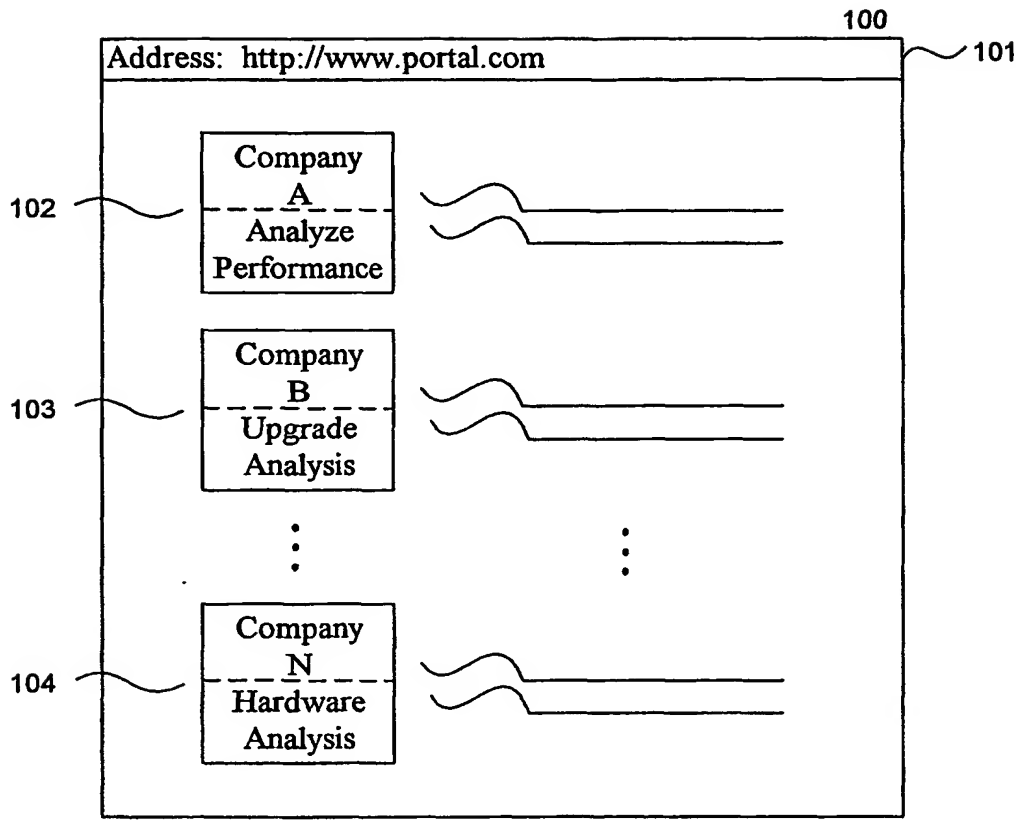 100
Address: http://www.portal.com
101
Company
A
102
Analyze
Performance
Company
B
103
Upgrade
Analysis
Company
N
104
Hardware
Analysis